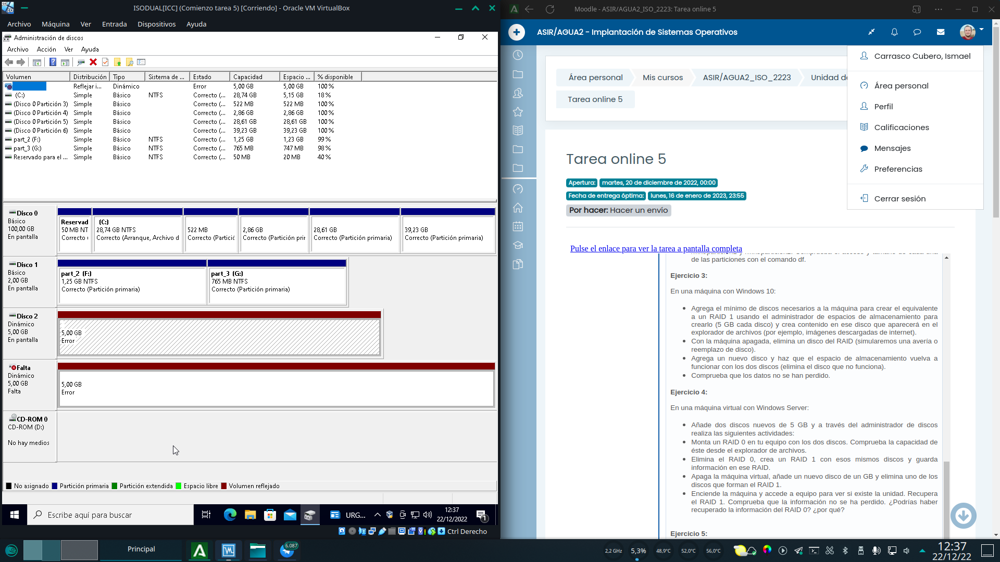 ISODUAL[ICC] (Comienzo tarea 5) [Corriendo] - Oracle VM VirtualBox
Archivo Máquina Ver Entrada Dispositivos Ayuda
Administración de discos
Archivo Acción Ver Ayuda
Volumen Distribución Tipo Sistema de ... Estado Capacidad Espacio ... % disponible
Reflejar i... Dinámico Error 5,00 GB 5,00 GB 100 %
(C:) Simple Básico NTFS Correcto (... 28,74 GB 5,15 GB 18 %
(Disco 0 Partición 3) Simple Básico Correcto (... 522 MB 522 MB 100 %
(Disco 0 Partición 4) Simple Básico Correcto (... 2,86 GB 2,86 GB 100 %
(Disco 0 Partición 5) Simple Básico Correcto (... 28,61 GB 28,61 GB 100 %
(Disco 0 Partición 6) Simple Básico Correcto (... 39,23 GB 39,23 GB 100 %
part_2 (F:) Simple Básico NTFS Correcto (... 1,25 GB 1,23 GB 99 %
part_3 (G:) Simple Básico NTFS Correcto (... 765 MB 747 MB 98 %
Reservado para el ... Simple Básico NTFS Correcto (... 50 MB 20 MB 40 %
Disco 0
Básico
100,00 GB
En pantalla
Reservad
50 MB NT
Correcto
(C:)
28,74 GB NTFS
Correcto (Arranque, Archivo d
522 MB
Correcto (Partici
2,86 GB
Correcto (Partición prir
28,61 GB
Correcto (Partición primaria)
39,23 GB
Correcto (Partición primaria)
Disco 1
Básico
2,00 GB
En pantalla
part_2 (F:)
1,25 GB NTFS
Correcto (Partición primaria)
part_3 (G:)
765 MB NTFS
Correcto (Partición primaria)
Disco 2
Dinámico
5,00 GB
En pantalla
5,00 GB
Error
Falta
Dinámico
5,00 GB
Falta
5,00 GB
Error
CD-ROM 0
CD-ROM (D:)
No hay medios
No asignado Partición primaria Partición extendida Espacio libre Volumen reflejado
Escribe aquí para buscar
URG...
12:37
22/12/2022
1
Ctrl Derecho
Moodle - ASIR/AGUA2_ISO_2223: Tarea online 5
ASIR/AGUA2 - Implantación de Sistemas Operativos
Carrasco Cubero, Ismael
Área personal
Perfil
Calificaciones
Mensajes
Preferencias
Cerrar sesión
Área personal Mis cursos ASIR/AGUA2_ISO_2223 Unidad de
Tarea online 5
Tarea online 5
Apertura: martes, 20 de diciembre de 2022, 00:00
Fecha de entrega óptima: lunes, 16 de enero de 2023, 23:55
Por hacer: Hacer un envío
Pulse el enlace para ver la tarea a pantalla completa
de las particiones con el comando df.
Ejercicio 3:
En una máquina con Windows 10:
• Agrega el mínimo de discos necesarios a la máquina para crear el equivalente
a un RAID 1 usando el administrador de espacios de almacenamiento para
crearlo (5 GB cada disco) y crea contenido en ese disco que aparecerá en el
explorador de archivos (por ejemplo, imágenes descargadas de internet).
• Con la máquina apagada, elimina un disco del RAID (simularemos una avería o
reemplazo de disco).
• Agrega un nuevo disco y haz que el espacio de almacenamiento vuelva a
funcionar con los dos discos (elimina el disco que no funciona).
• Comprueba que los datos no se han perdido.
Ejercicio 4:
En una máquina virtual con Windows Server:
• Añade dos discos nuevos de 5 GB y a través del administrador de discos
realiza las siguientes actividades:
• Monta un RAID 0 en tu equipo con los dos discos. Comprueba la capacidad de
éste desde el explorador de archivos.
• Elimina el RAID 0, crea un RAID 1 con esos mismos discos y guarda
información en ese RAID.
• Apaga la máquina virtual, añade un nuevo disco de un GB y elimina uno de los
discos que forman el RAID 1.
• Enciende la máquina y accede a equipo para ver si existe la unidad. Recupera
el RAID 1. Comprueba que la información no se ha perdido. ¿Podrías haber
recuperado la información del RAID 0? ¿por qué?
Ejercicio 5:
Principal
6.087
2,2 GHz 5,3% 48,9°C 52,0°C 56,0°C
12:37
22/12/22